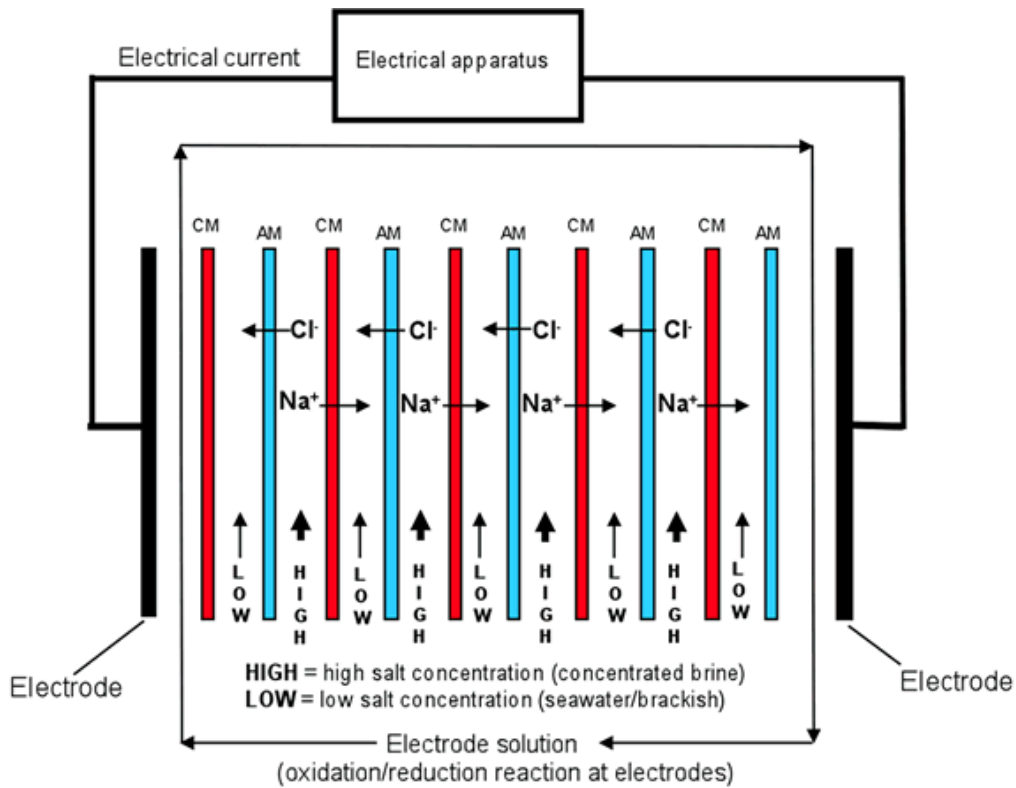 Electrical current
Electrical apparatus
CM AM CM AM CM AM CM AM CM AM
Cl- Cl- Cl- Cl-
Na+ Na+ Na+ Na+
LOW HIGH LOW HIGH LOW HIGH LOW HIGH LOW
HIGH = high salt concentration (concentrated brine)
LOW = low salt concentration (seawater/brackish)
Electrode
Electrode
Electrode solution
(oxidation/reduction reaction at electrodes)